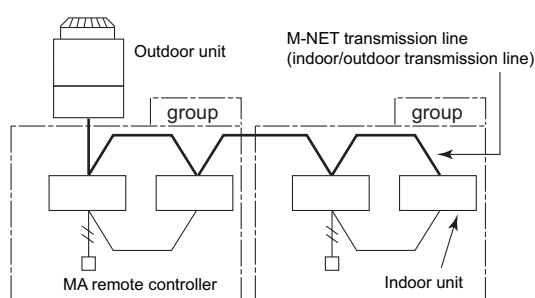 Outdoor unit
M-NET transmission line
(indoor/outdoor transmission line)
group
group
MA remote controller
Indoor unit